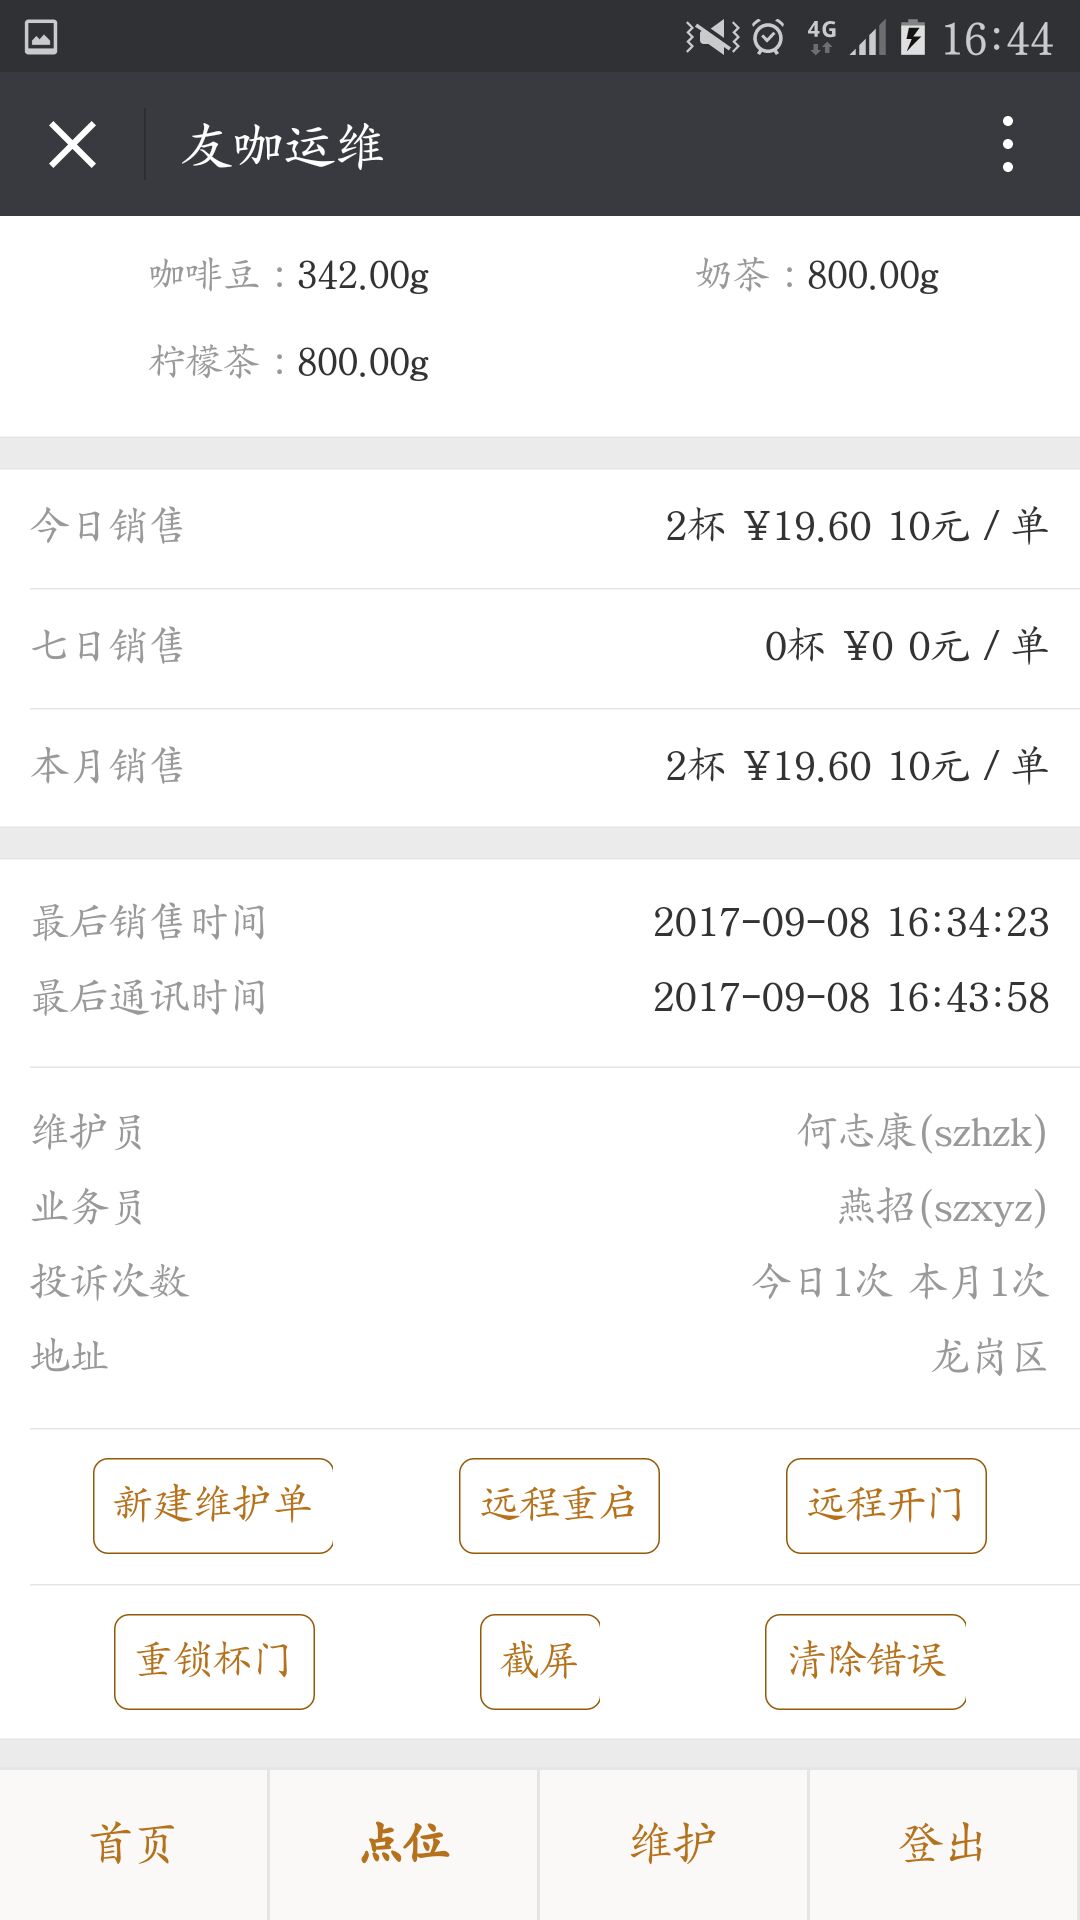 4G 16:44
友咖运维
咖啡豆：342.00g 奶茶：800.00g
柠檬茶：800.00g
今日销售 2杯 ¥19.60 10元 / 单
七日销售 0杯 ¥0 0元 / 单
本月销售 2杯 ¥19.60 10元 / 单
最后销售时间 2017-09-08 16:34:23
最后通讯时间 2017-09-08 16:43:58
维护员 何志康(szhzk)
业务员 燕招(szxyz)
投诉次数 今日1次 本月1次
地址 龙岗区
新建维护单 远程重启 远程开门
重锁杯门 截屏 清除错误
首页 点位 维护 登出